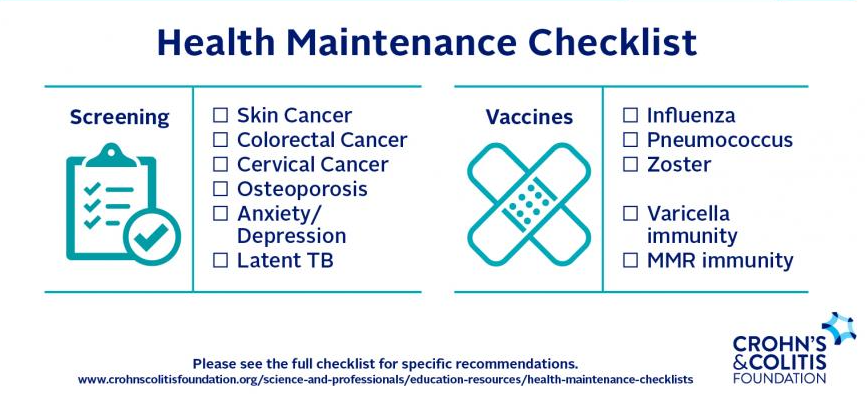 Health Maintenance Checklist
Screening
☐ Skin Cancer
☐ Colorectal Cancer
☐ Cervical Cancer
☐ Osteoporosis
☐ Anxiety/
Depression
☐ Latent TB
Vaccines
☐ Influenza
☐ Pneumococcus
☐ Zoster
☐ Varicella
immunity
☐ MMR immunity
Please see the full checklist for specific recommendations.
www.crohnscolitisfoundation.org/science-and-professionals/education-resources/health-maintenance-checklists
CROHN'S
&COLITIS
FOUNDATION